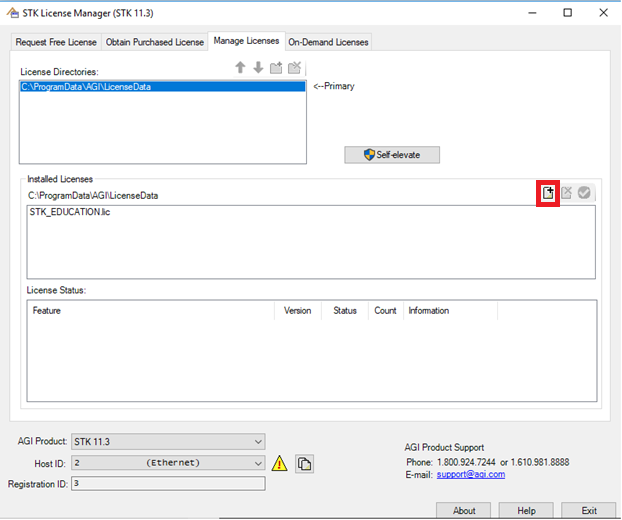 STK License Manager (STK 11.3)
Request Free License Obtain Purchased License Manage Licenses On-Demand Licenses
License Directories:
C:\ProgramData\AGI\LicenseData <--Primary
Self-elevate
Installed Licenses
C:\ProgramData\AGI\LicenseData
STK_EDUCATION.lic
License Status:
Feature Version Status Count Information
AGI Product: STK 11.3
Host ID: 2 (Ethernet)
Registration ID: 3
AGI Product Support
Phone: 1.800.924.7244 or 1.610.981.8888
E-mail: support@agi.com
About Help Exit